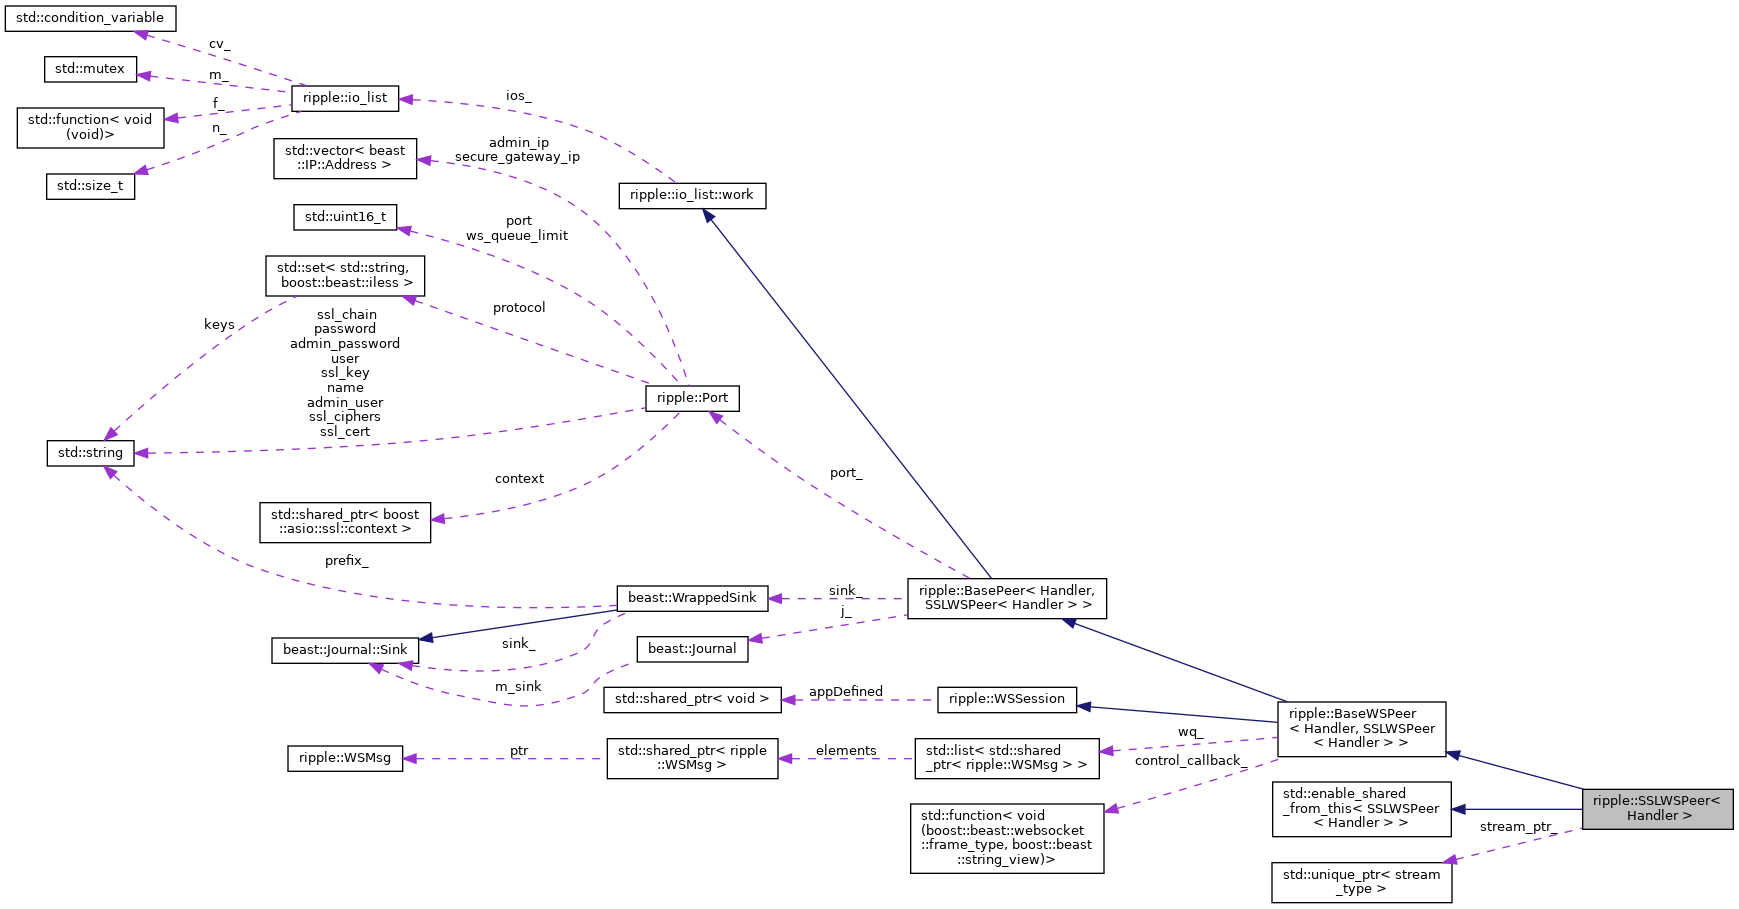 std::condition_variable
cv_
std::mutex
m_
ripple::io_list
ios_
f_
std::function< void
(void)>
n_
std::size_t
std::vector< beast
::IP::Address >
admin_ip
secure_gateway_ip
ripple::io_list::work
std::uint16_t
port
ws_queue_limit
std::set< std::string,
boost::beast::iless >
protocol
keys
ssl_chain
password
admin_password
user
ssl_key
name
admin_user
ssl_ciphers
ssl_cert
ripple::Port
std::string
context
port_
std::shared_ptr< boost
::asio::ssl::context >
prefix_
beast::WrappedSink
sink_
ripple::BasePeer< Handler,
SSLWSPeer< Handler > >
j_
beast::Journal::Sink
sink_
beast::Journal
m_sink
std::shared_ptr< void >
appDefined
ripple::WSSession
ripple::BaseWSPeer
< Handler, SSLWSPeer
< Handler > >
wq_
ripple::WSMsg
ptr
std::shared_ptr< ripple
::WSMsg >
elements
std::list< std::shared
_ptr< ripple::WSMsg > >
control_callback_
std::function< void
(boost::beast::websocket
::frame_type, boost::beast
::string_view)>
std::enable_shared
_from_this< SSLWSPeer
< Handler > >
ripple::SSLWSPeer<
Handler >
stream_ptr_
std::unique_ptr< stream
_type >